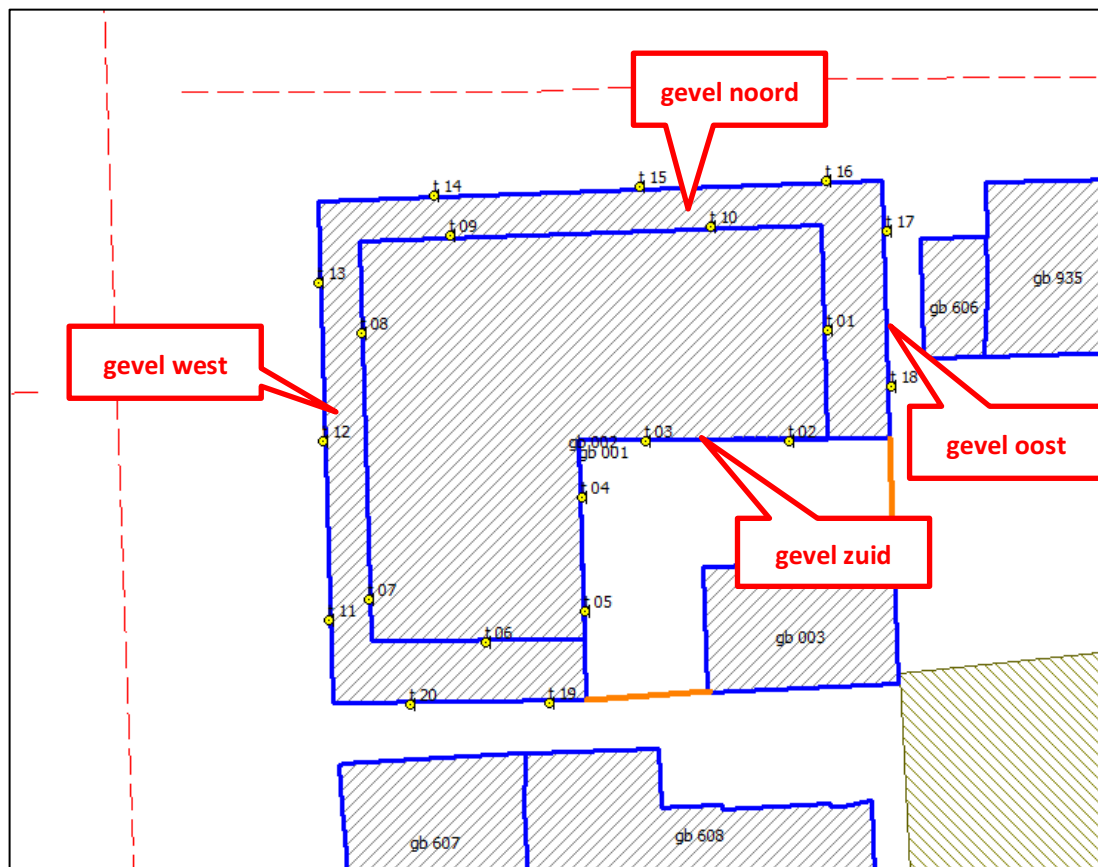 gevel noord
t 16
t 15
t 14
t 10
t 09
t 17
gb 935
t 13
gb 606
t 08
t 01
gevel west
t 18
t 12
t 03
t 02
gb 002
gb 001
gevel oost
t 04
gevel zuid
t 07
t 05
t 11
t 06
gb 003
t 20
t 19
gb 608
gb 607